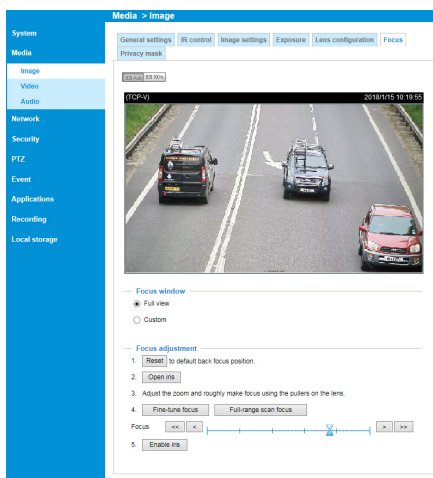 Media > Image
System
Media
Image
Video
Audio
Network
Security
PTZ
Event
Applications
Recording
Local storage
General settings IR control Image settings Exposure Lens configuration Focus
Privacy mask
Auto 100%
(TCP-V) 2018/1/15 10:19:55
Focus window
Full view
Custom
Focus adjustment
1. Reset to default back focus position.
2. Open iris
3. Adjust the zoom and roughly make focus using the pullers on the lens.
4. Fine-tune focus Full-range scan focus
Focus << < > >>
5. Enable iris